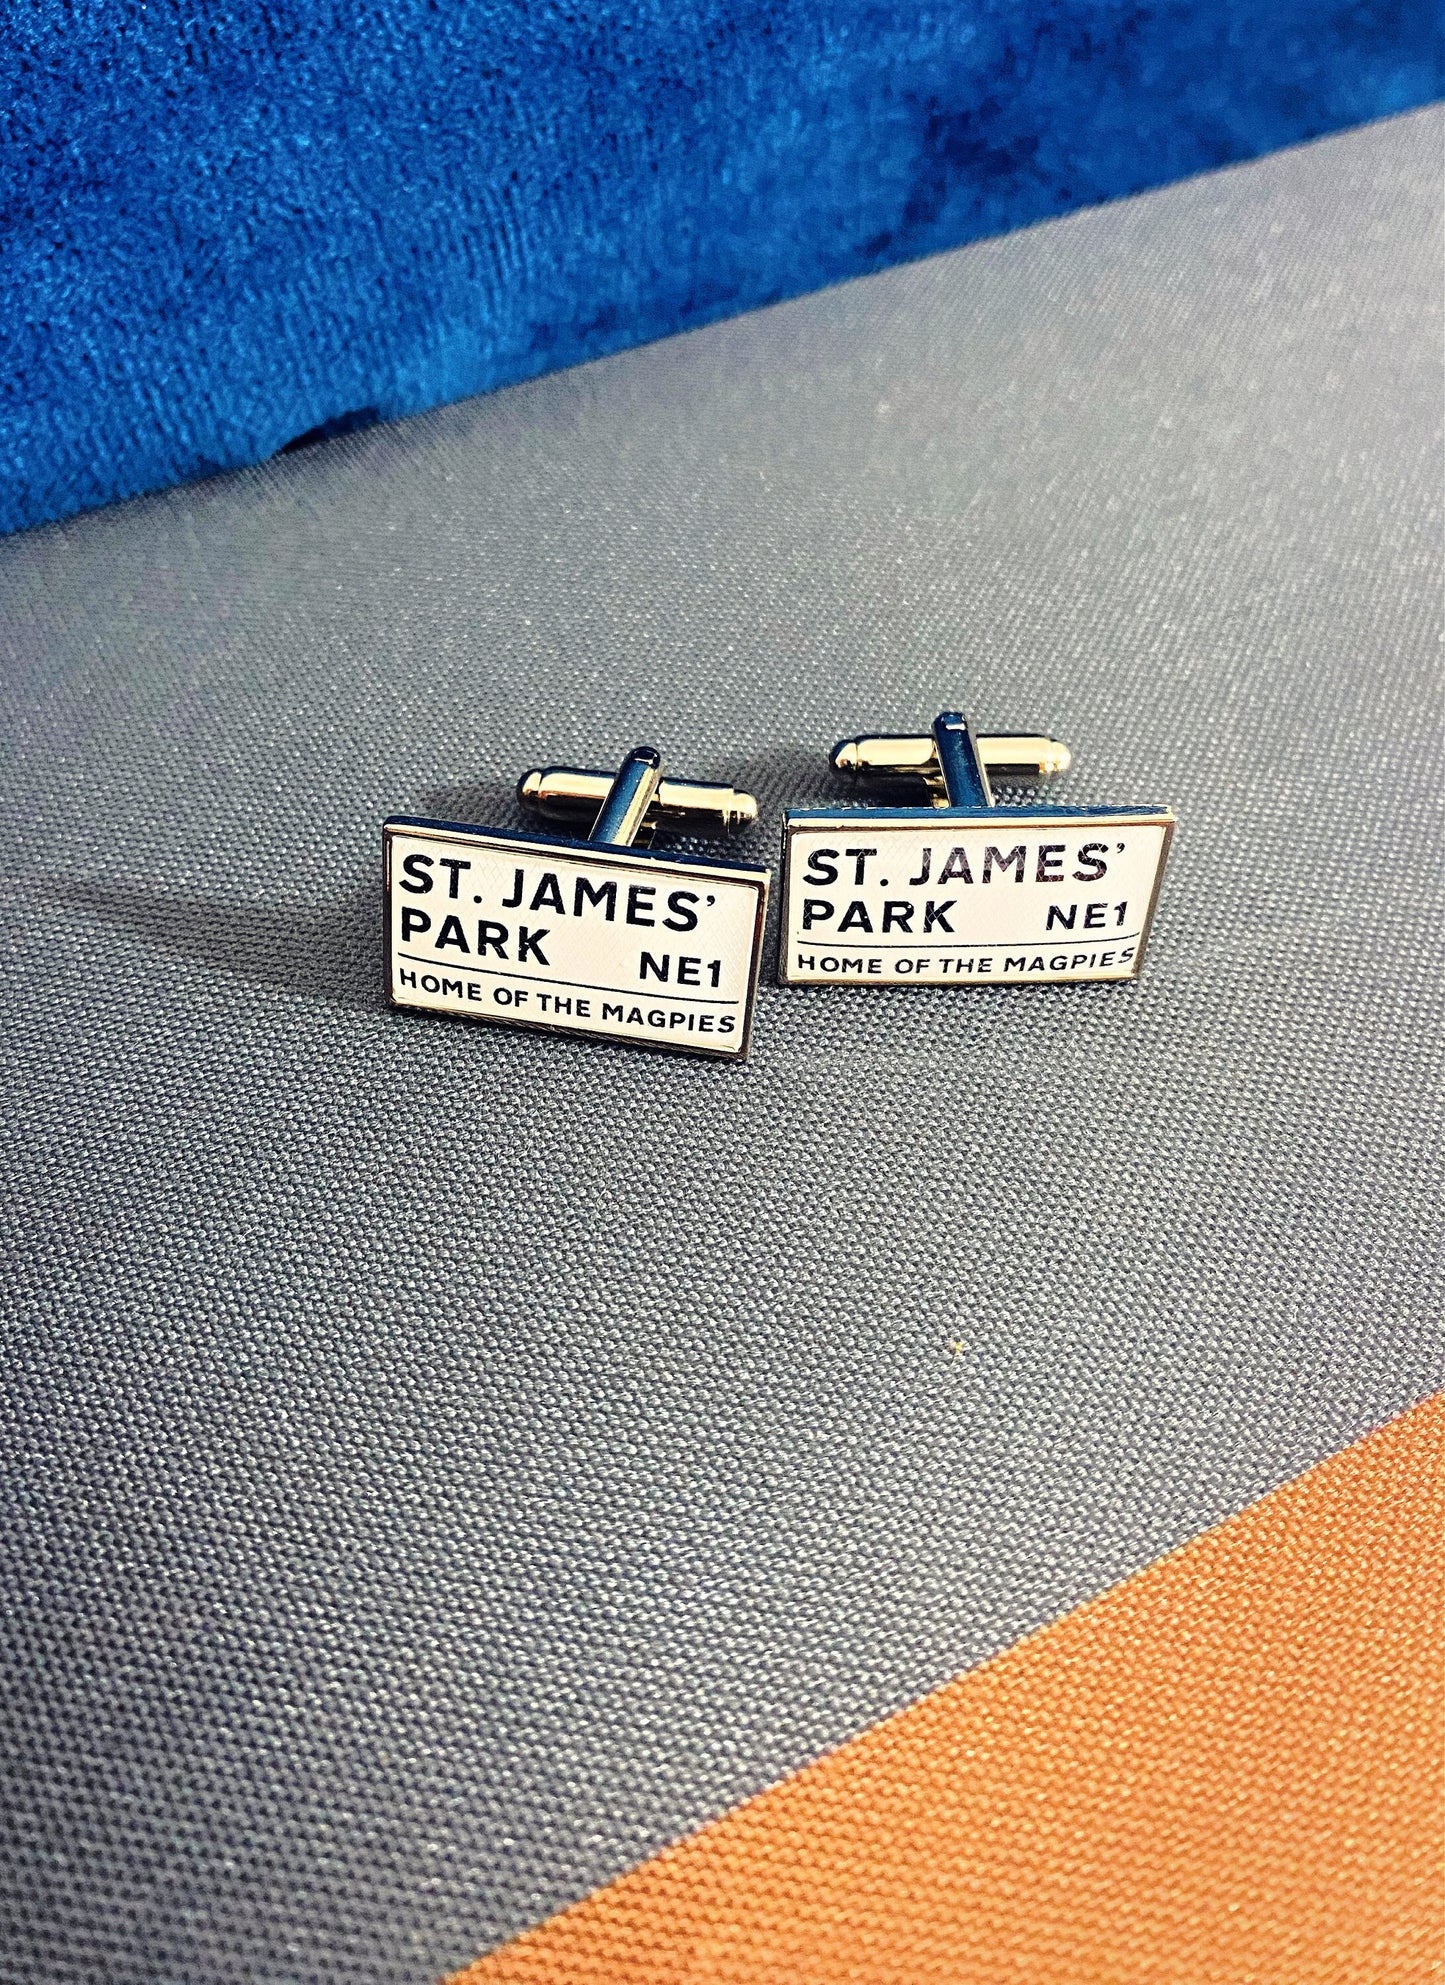 ST. JAMES'
PARK NE1
HOME OF THE MAGPIES
ST. JAMES'
PARK NE1
HOME OF THE MAGPIES